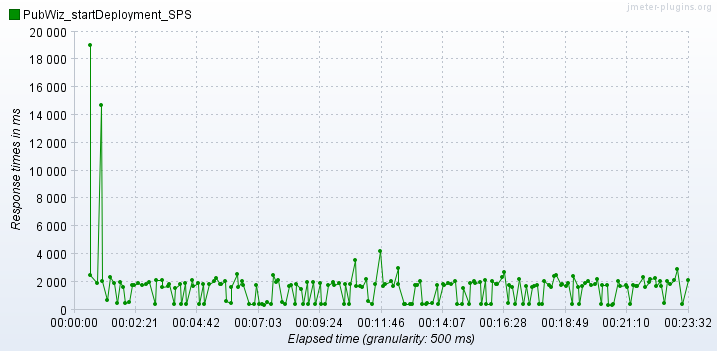 jmeter-plugins.org
PubWiz_startDeployment_SPS
20 000
18 000
16 000
14 000
12 000
10 000
8 000
6 000
4 000
2 000
0
Response times in ms
00:00:00 00:02:21 00:04:42 00:07:03 00:09:24 00:11:46 00:14:07 00:16:28 00:18:49 00:21:10 00:23:32
Elapsed time (granularity: 500 ms)